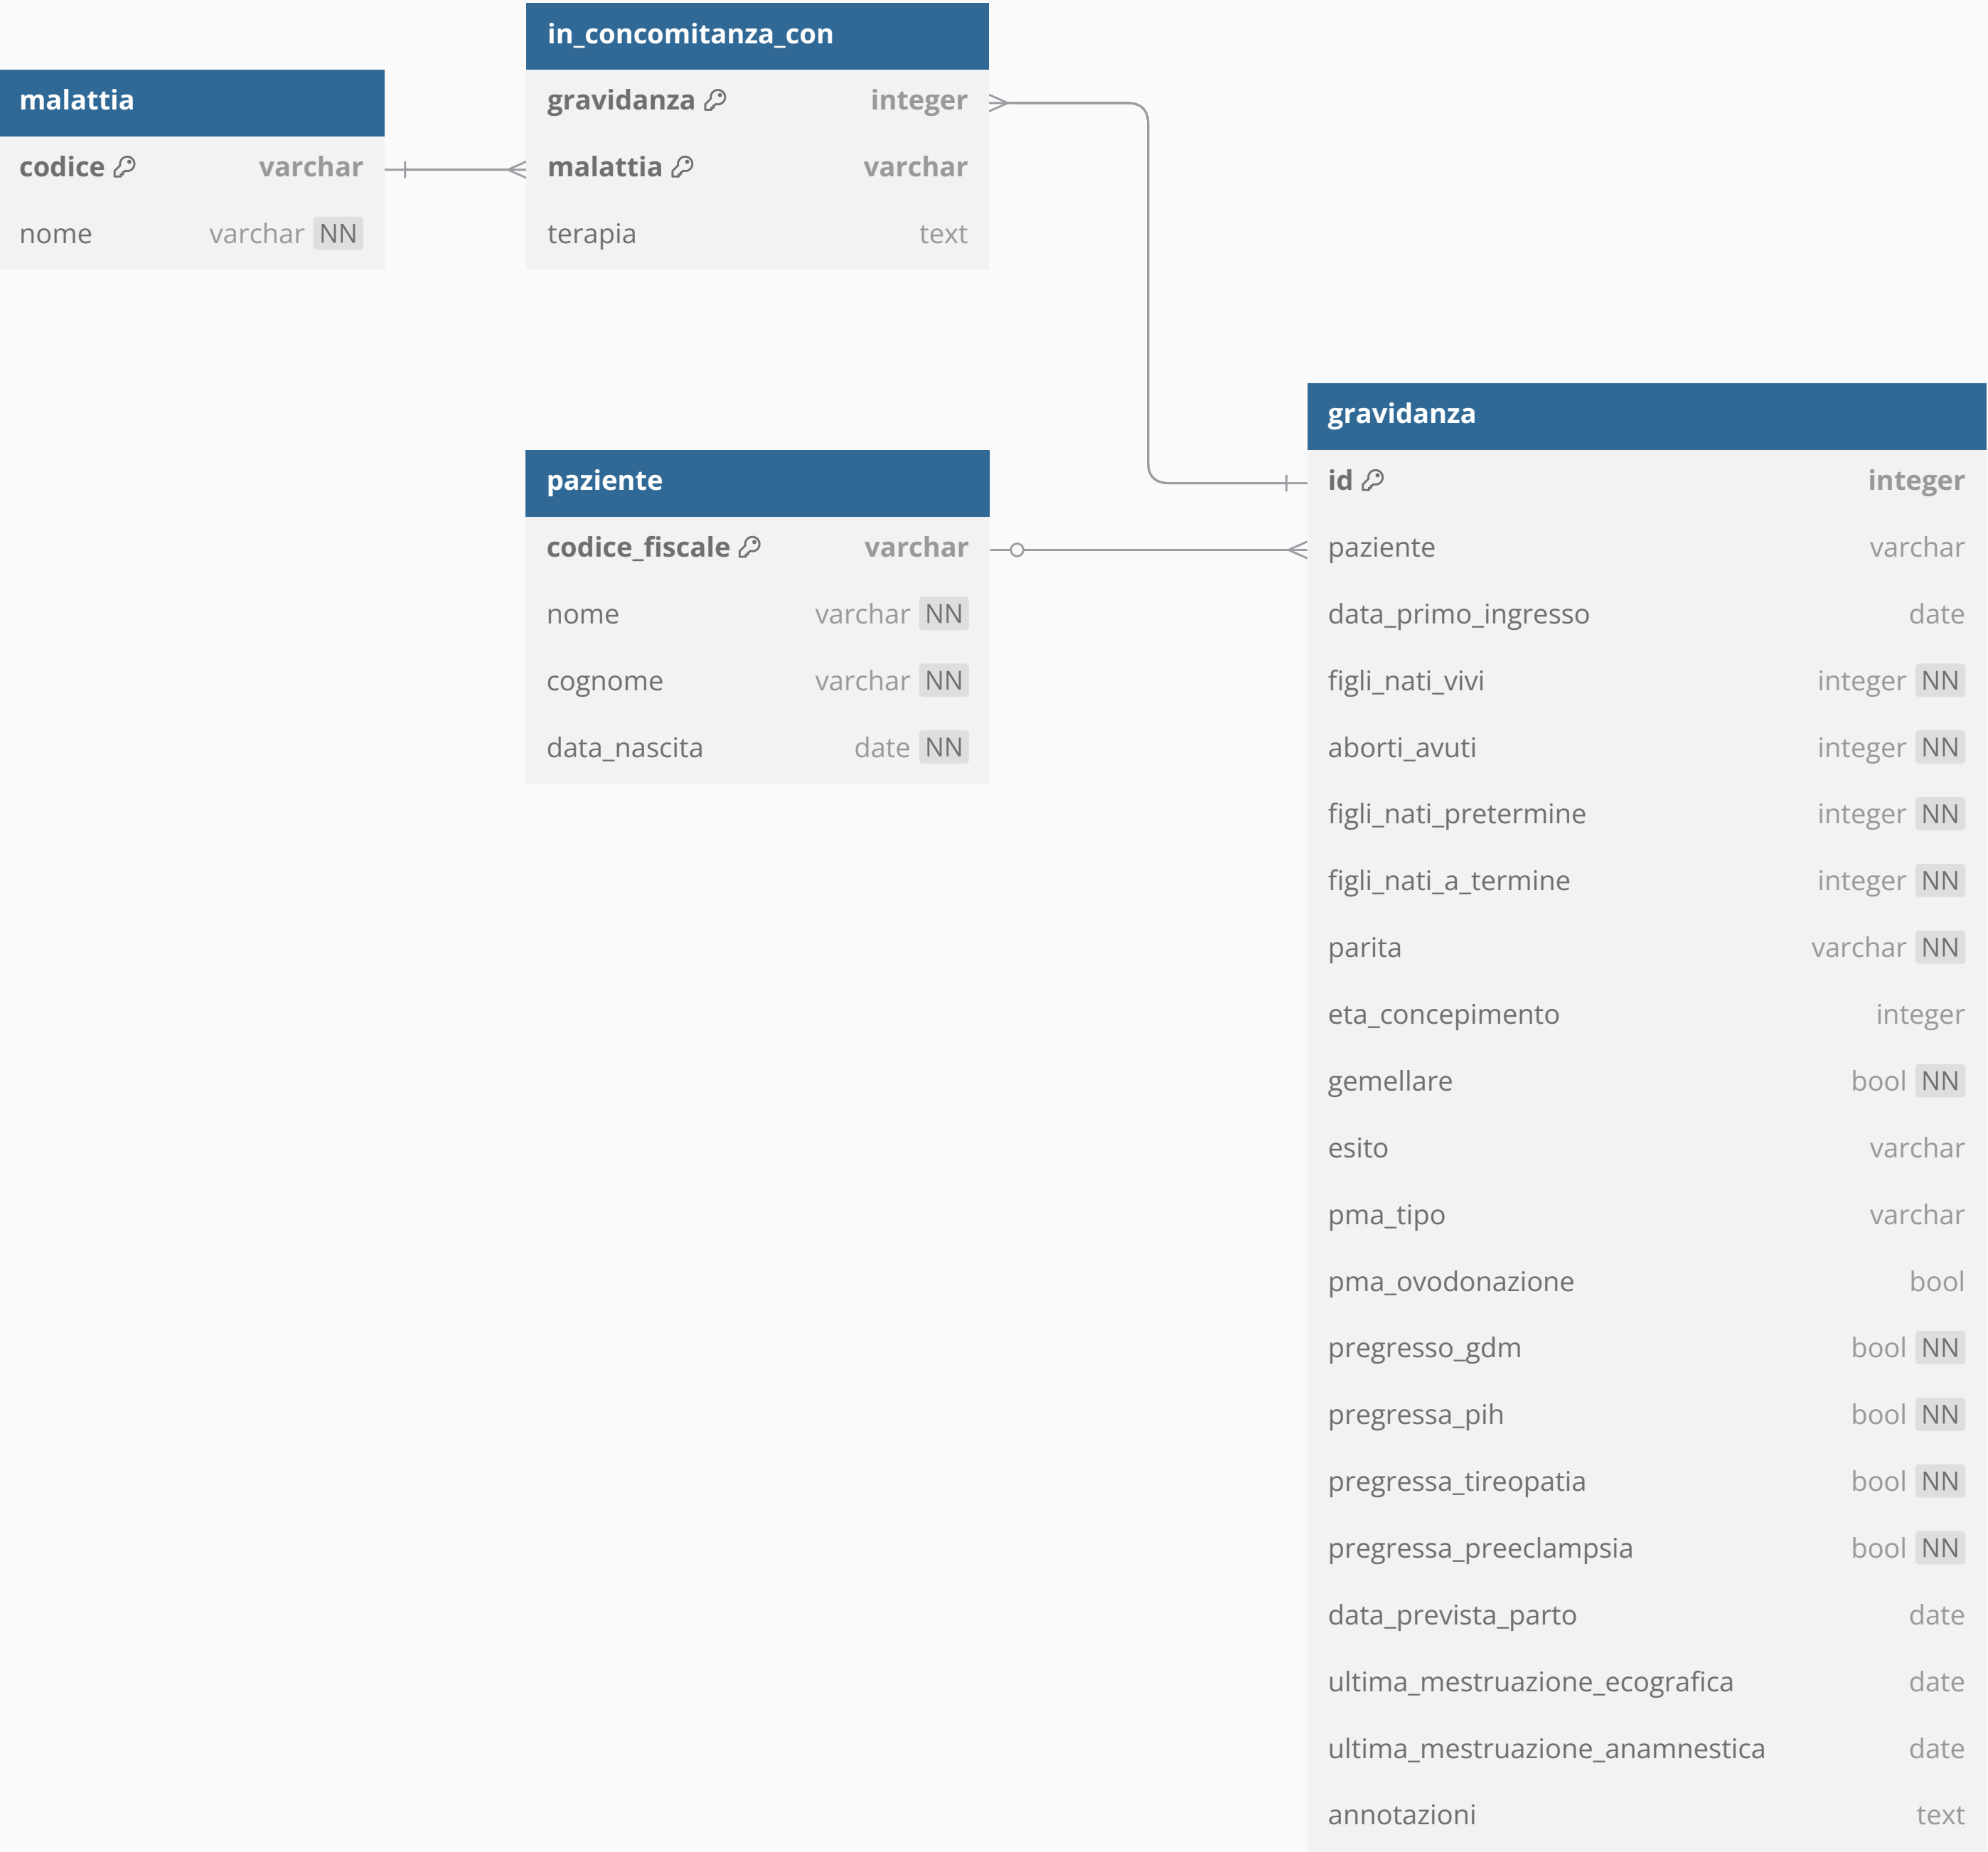 malattia
codice varchar
nome varchar NN
in_concomitanza_con
gravidanza integer
malattia varchar
terapia text
paziente
codice_fiscale varchar
nome varchar NN
cognome varchar NN
data_nascita date NN
gravidanza
id integer
paziente varchar
data_primo_ingresso date
figli_nati_vivi integer NN
aborti_avuti integer NN
figli_nati_pretermine integer NN
figli_nati_a_termine integer NN
parita varchar NN
eta_concepimento integer
gemellare bool NN
esito varchar
pma_tipo varchar
pma_ovodonazione bool
pregresso_gdm bool NN
pregressa_pih bool NN
pregressa_tireopatia bool NN
pregressa_preeclampsia bool NN
data_prevista_parto date
ultima_mestruazione_ecografica date
ultima_mestruazione_anamnestica date
annotazioni text